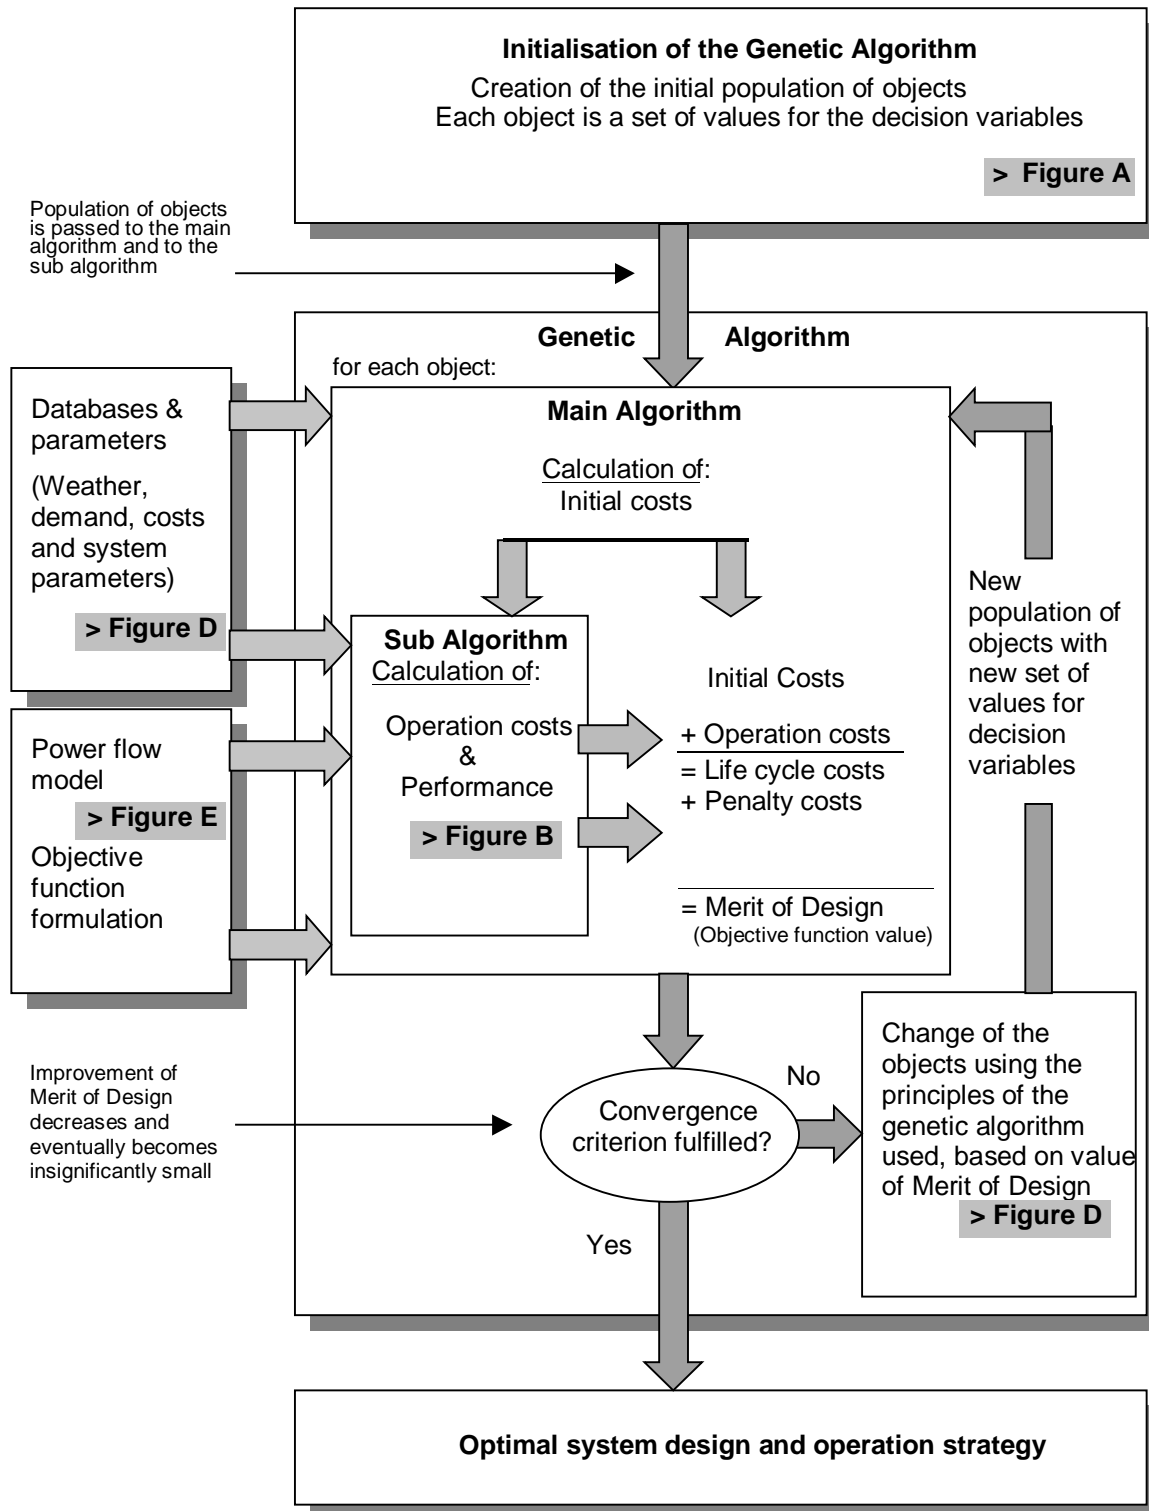 Initialisation of the Genetic Algorithm
Creation of the initial population of objects
Each object is a set of values for the decision variables
> Figure A
Population of objects
is passed to the main
algorithm and to the
sub algorithm
Genetic Algorithm
for each object:
Databases &
parameters
(Weather,
demand, costs
and system
parameters)
> Figure D
Main Algorithm
Calculation of:
Initial costs
Sub Algorithm
Calculation of:
Operation costs
&
Performance
> Figure B
Initial Costs
+ Operation costs
= Life cycle costs
+ Penalty costs
= Merit of Design
(Objective function value)
New
population of
objects with
new set of
values for
decision
variables
Power flow
model
> Figure E
Objective
function
formulation
Improvement of
Merit of Design
decreases and
eventually becomes
insignificantly small
Convergence
criterion fulfilled?
No
Change of the
objects using the
principles of the
genetic algorithm
used, based on value
of Merit of Design
> Figure D
Yes
Optimal system design and operation strategy